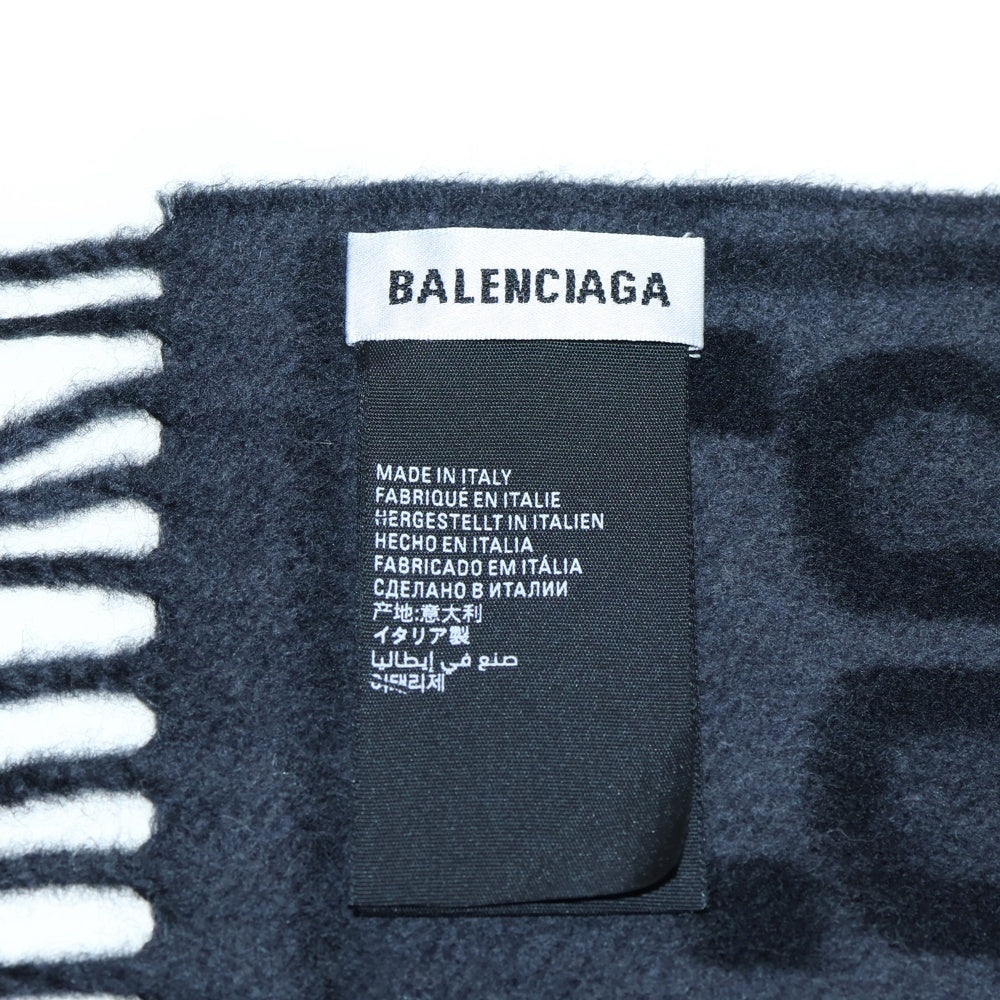 BALENCIAGA
MADE IN ITALY
FABRIQUÉ EN ITALIE
HERGESTELLT IN ITALIEN
HECHO EN ITALIA
FABRICADO EM ITÁLIA
СДЕЛАНО В ИТАЛИИ
产地:意大利
イタリア製
صنع في إيطاليا
이태리제